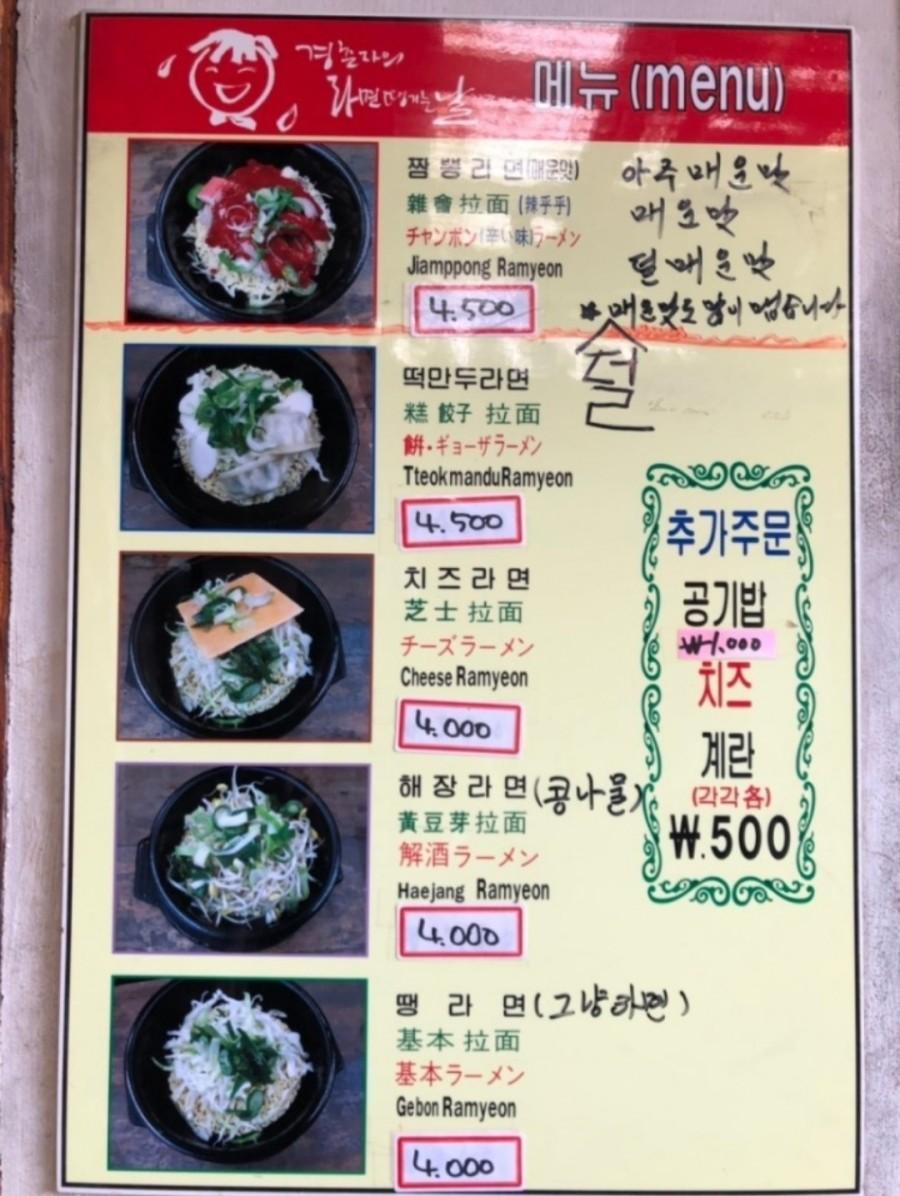 경춘자의
라면땡기는날
메뉴 (menu)
짬뽕라면(매운맛)
雜會拉面 (辣乎乎)
チャンポン(辛い味)ラーメン
Jiamppong Ramyeon
4.500
아주매운맛
매운맛
덜매운맛
*매운맛도 많이 맵습니다
덜
떡만두라면
糕 餃子 拉面
餠・ギョーザラーメン
TteokmanduRamyeon
4.500
치즈라면
芝士拉面
チーズラーメン
Cheese Ramyeon
4.000
해장라면(콩나물)
黃豆芽拉面
解酒ラーメン
Haejang Ramyeon
4.000
땡라면(그냥라면)
基本拉面
基本ラーメン
Gebon Ramyeon
4.000
추가주문
공기밥
₩1.000
치즈
계란
(각각 各)
₩.500